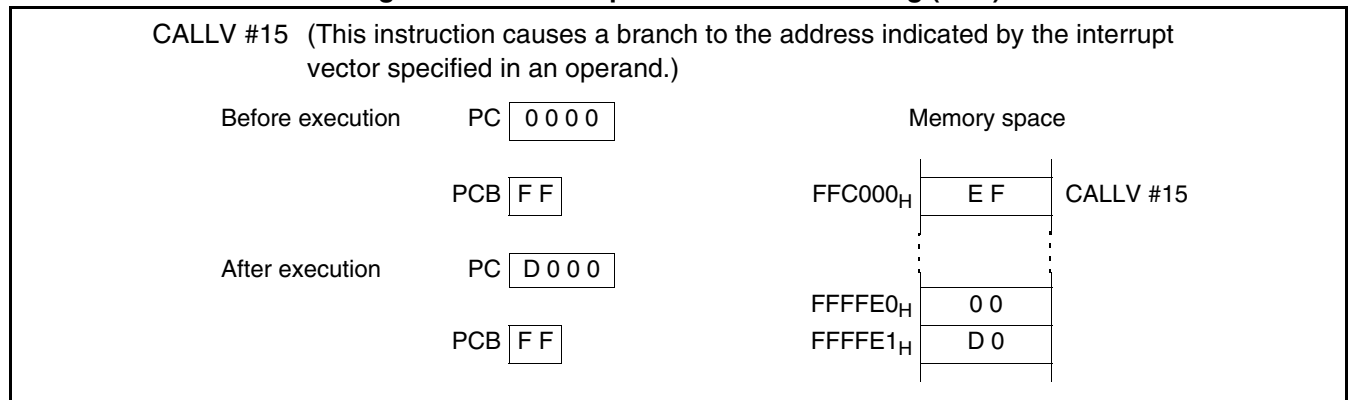 CALLV #15 (This instruction causes a branch to the address indicated by the interrupt
vector specified in an operand.)
Before execution PC 0 0 0 0 Memory space
PCB F F FFC000H E F CALLV #15
After execution PC D 0 0 0
FFFFE0H 0 0
PCB F F FFFFE1H D 0